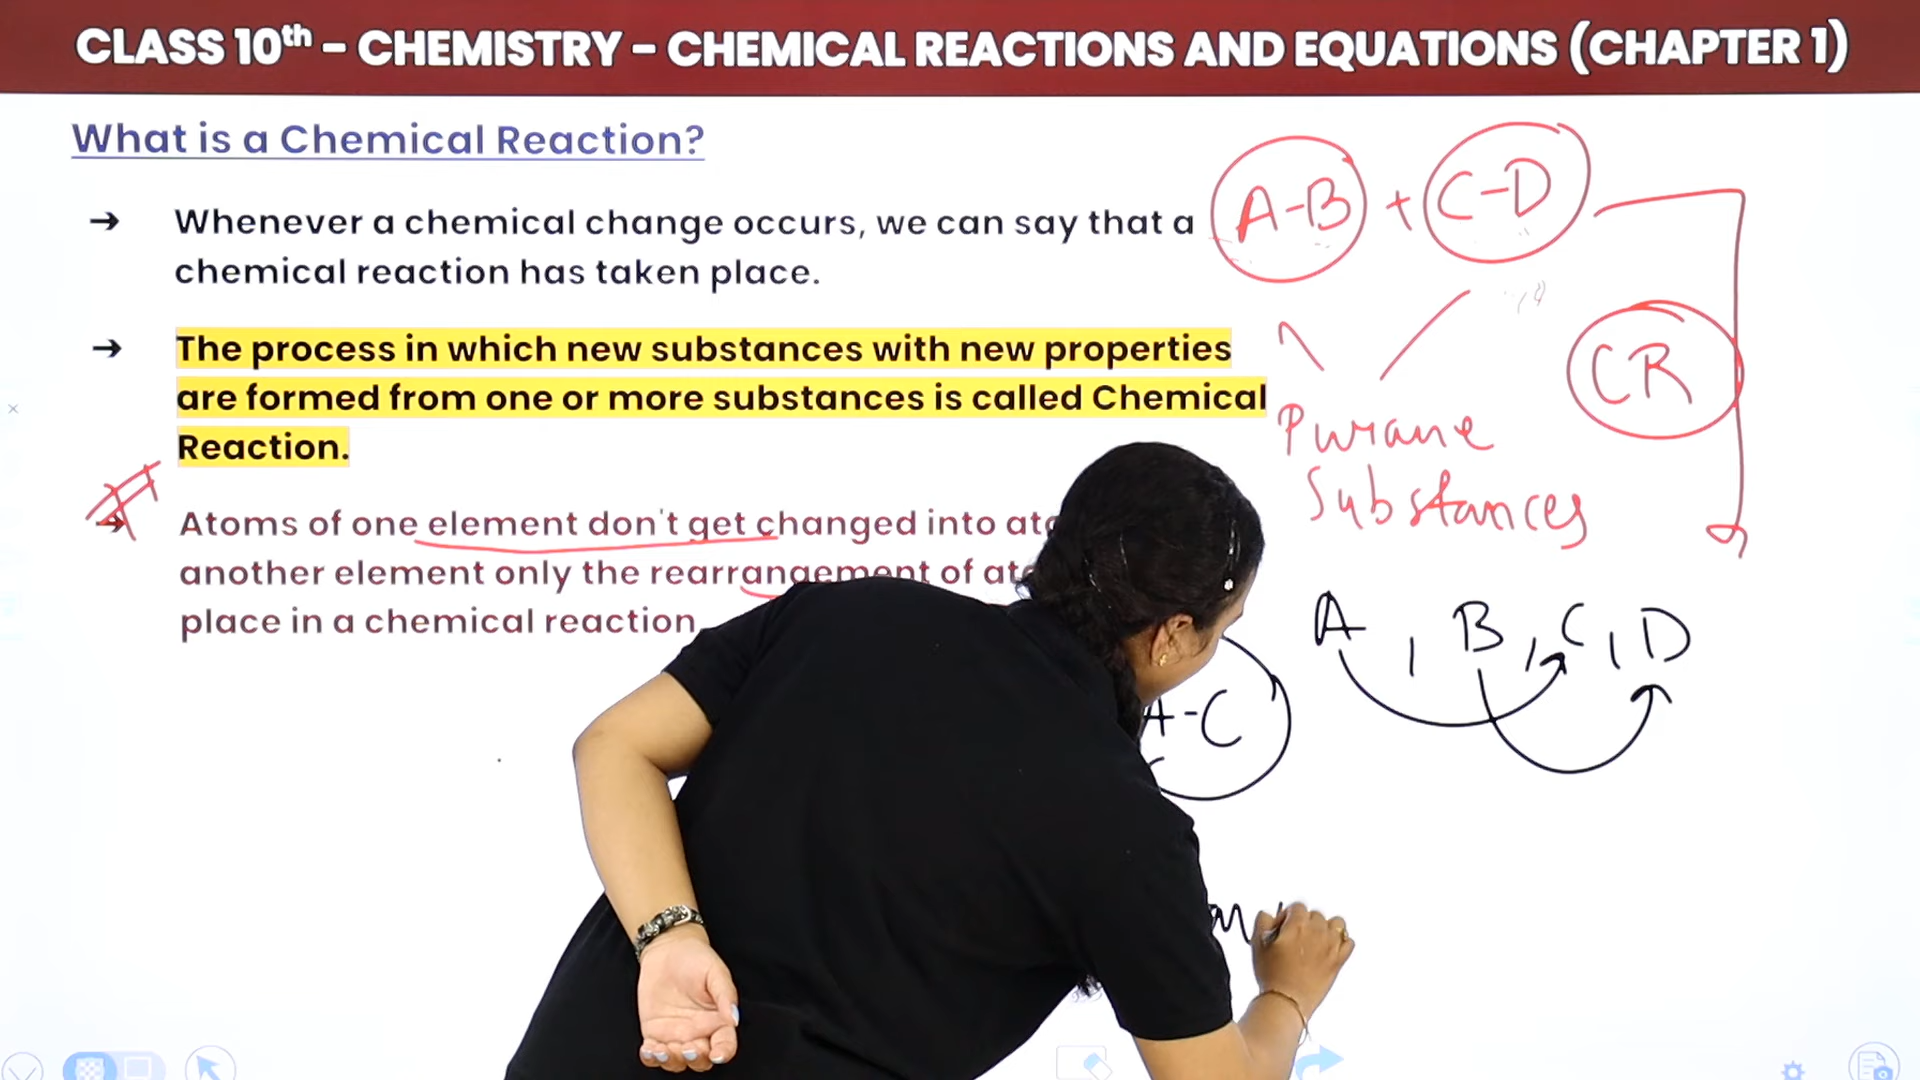 CLASS 10th – CHEMISTRY – CHEMICAL REACTIONS AND EQUATIONS (CHAPTER 1)
What is a Chemical Reaction?
→ Whenever a chemical change occurs, we can say that a
chemical reaction has taken place.
→ The process in which new substances with new properties
are formed from one or more substances is called Chemical
Reaction.
→ Atoms of one element don't get changed into
another element only the rearrangement of
place in a chemical reaction.
A-B + C-D
CR
Purane
Substances
A , B , C , D
A-C